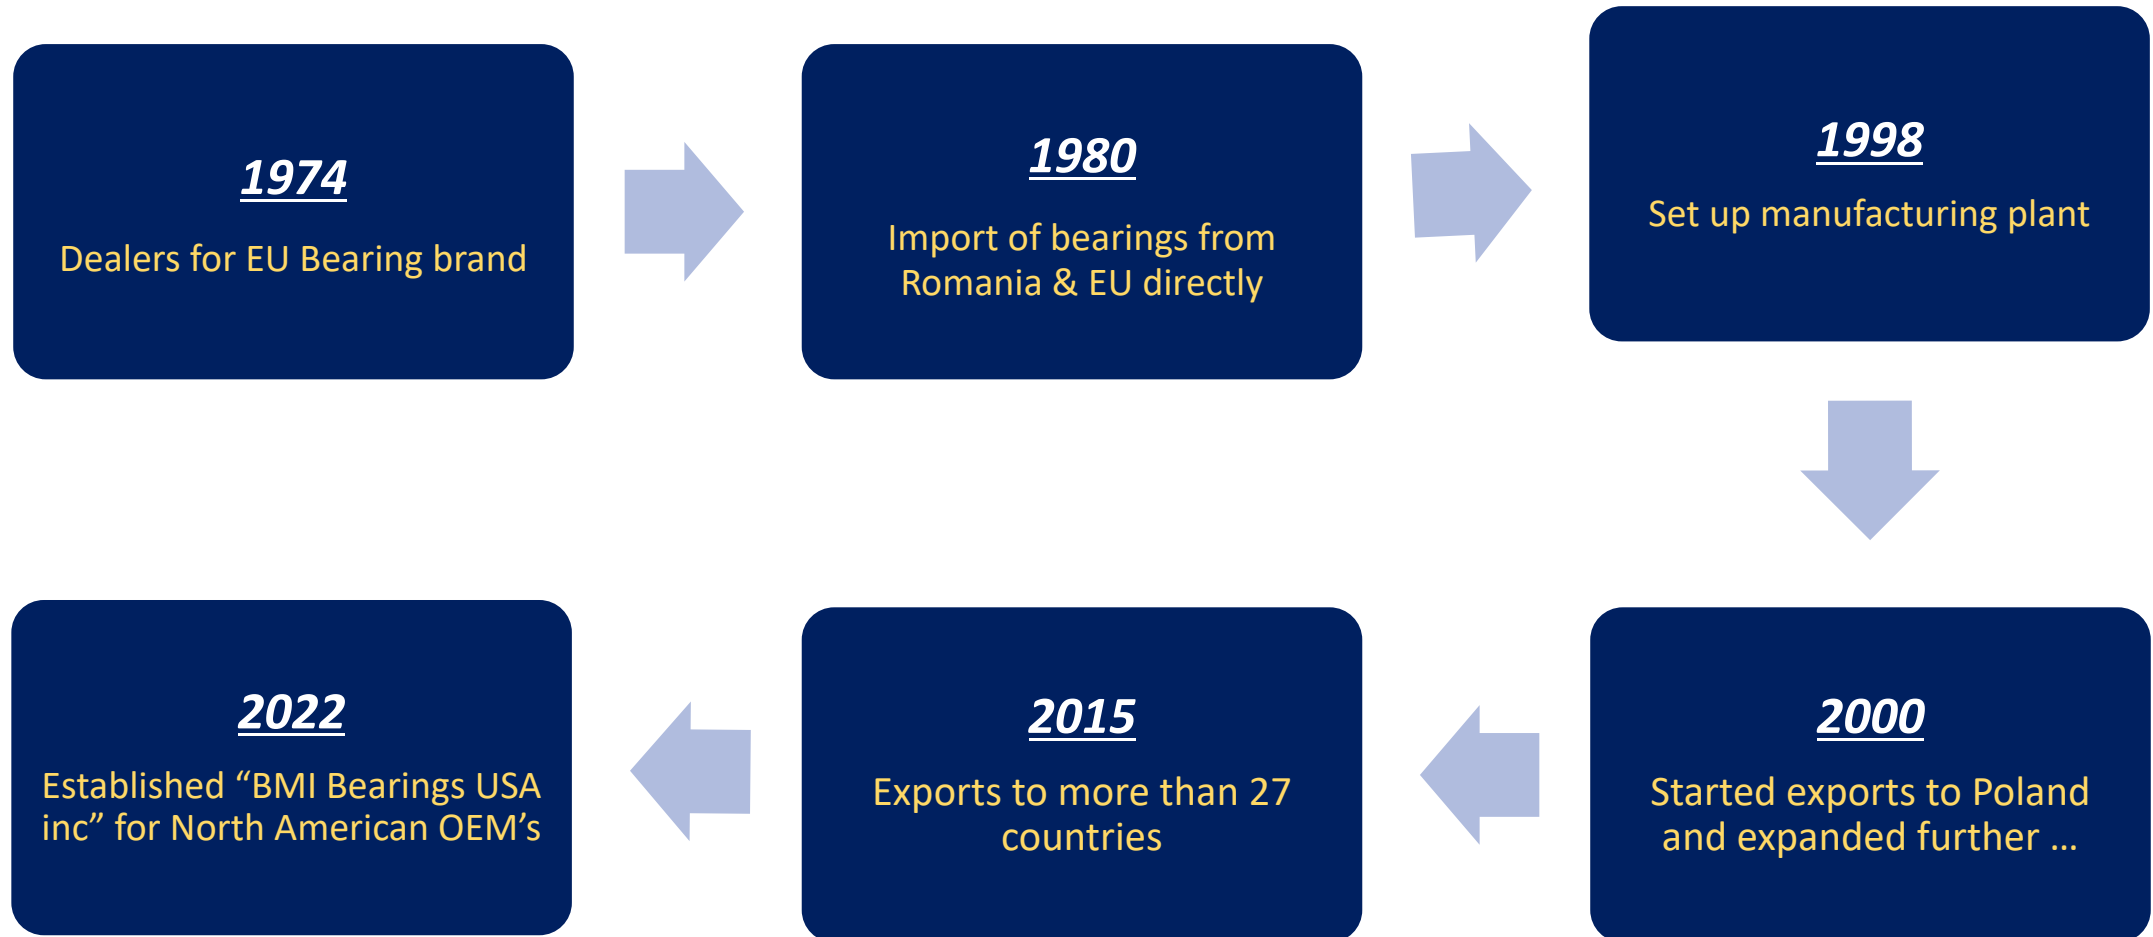 1974
Dealers for EU Bearing brand
1980
Import of bearings from
Romania & EU directly
1998
Set up manufacturing plant
2000
Started exports to Poland
and expanded further ...
2015
Exports to more than 27
countries
2022
Established “BMI Bearings USA
inc” for North American OEM’s